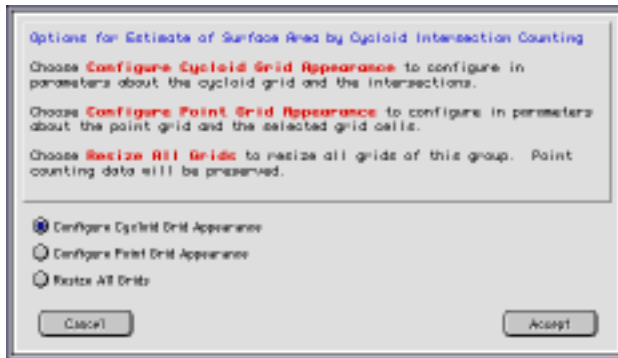 Options for Estimate of Surface Area by Cycloid Intersection Counting
Choose Configure Cycloid Grid Appearance to configure in
parameters about the cycloid grid and the intersections.
Choose Configure Point Grid Appearance to configure in parameters
about the point grid and the selected grid cells.
Choose Resize All Grids to resize all grids of this group. Point
counting data will be preserved.
Configure Cycloid Grid Appearance
Configure Point Grid Appearance
Resize All Grids
Cancel
Accept